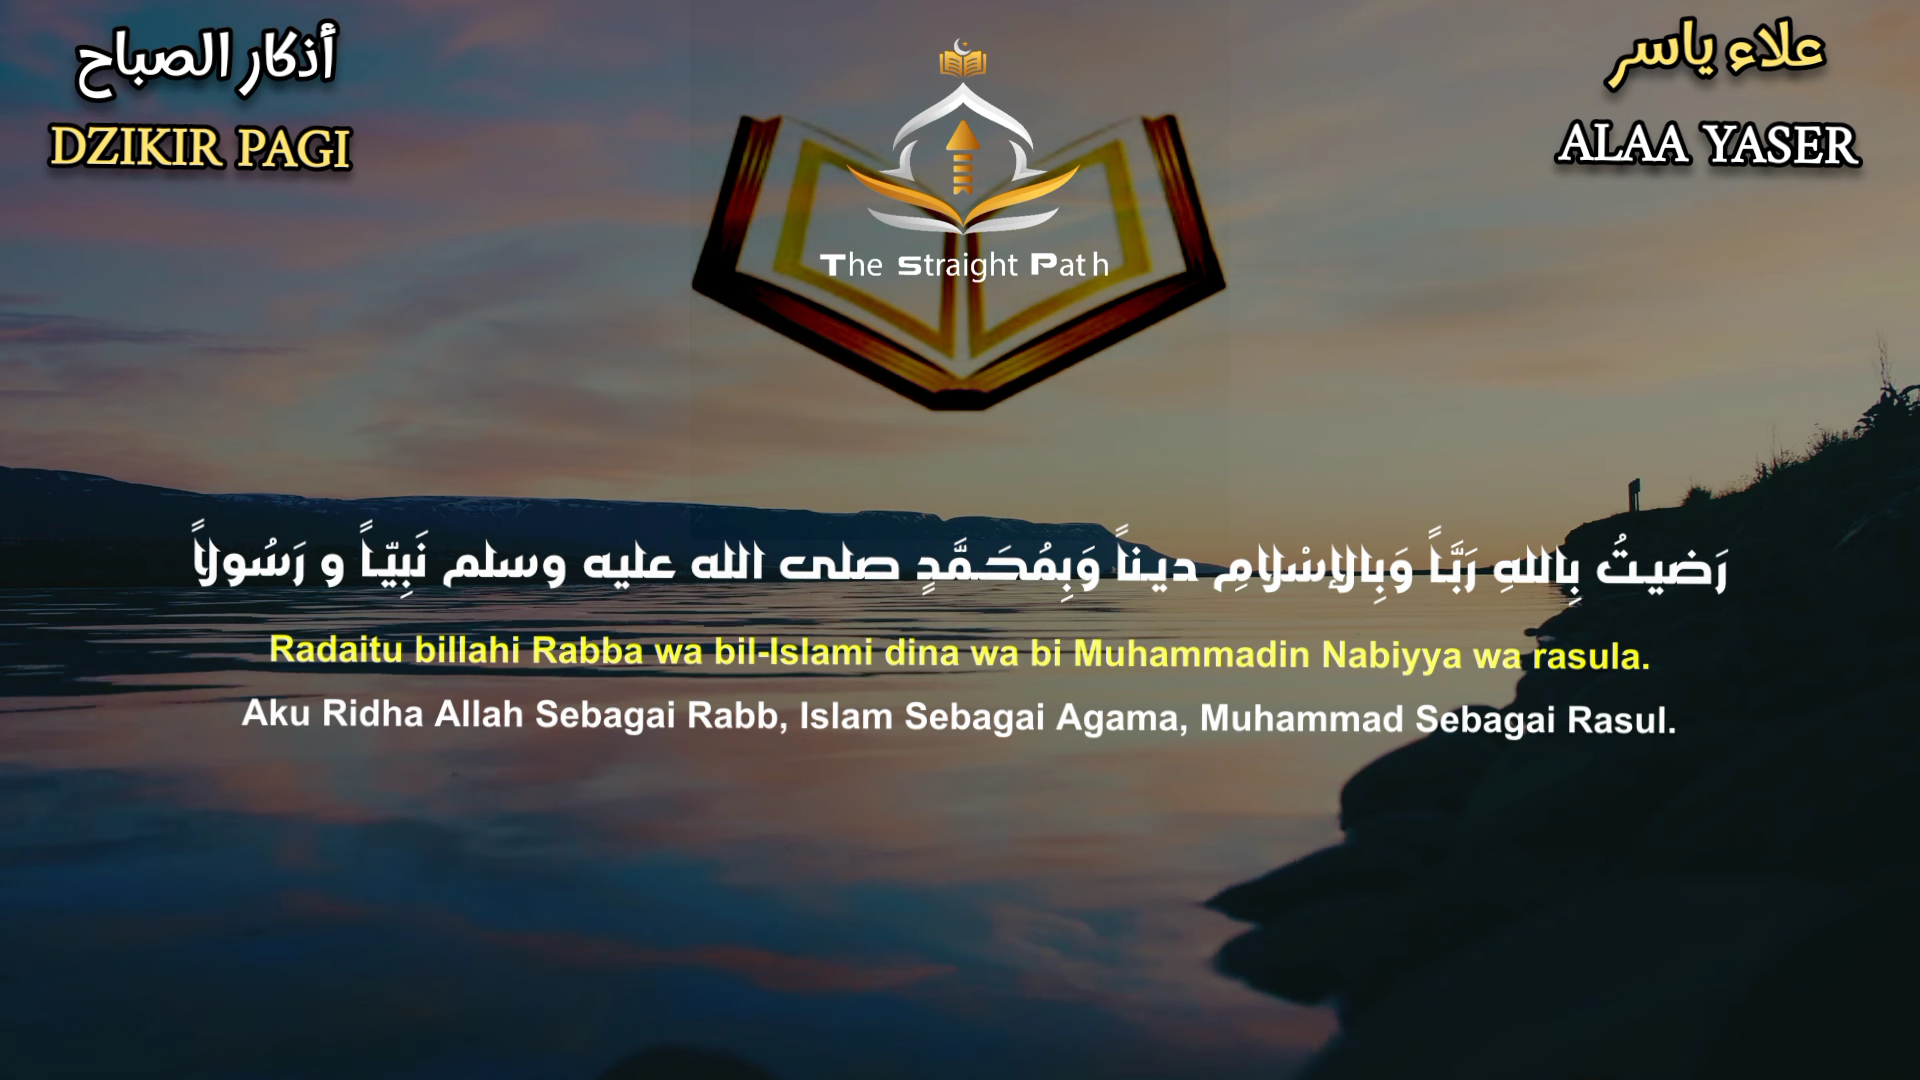 أذكار الصباح
DZIKIR PAGI
علاء ياسر
ALAA YASER
The Straight Path
رَضيتُ بِاللهِ رَبَّاً وَبِالإسْلامِ ديناً وَبِمُحَمَّدٍ صلى الله عليه وسلم نَبِيّاً و رَسُولاً
Radaitu billahi Rabba wa bil-Islami dina wa bi Muhammadin Nabiyya wa rasula.
Aku Ridha Allah Sebagai Rabb, Islam Sebagai Agama, Muhammad Sebagai Rasul.